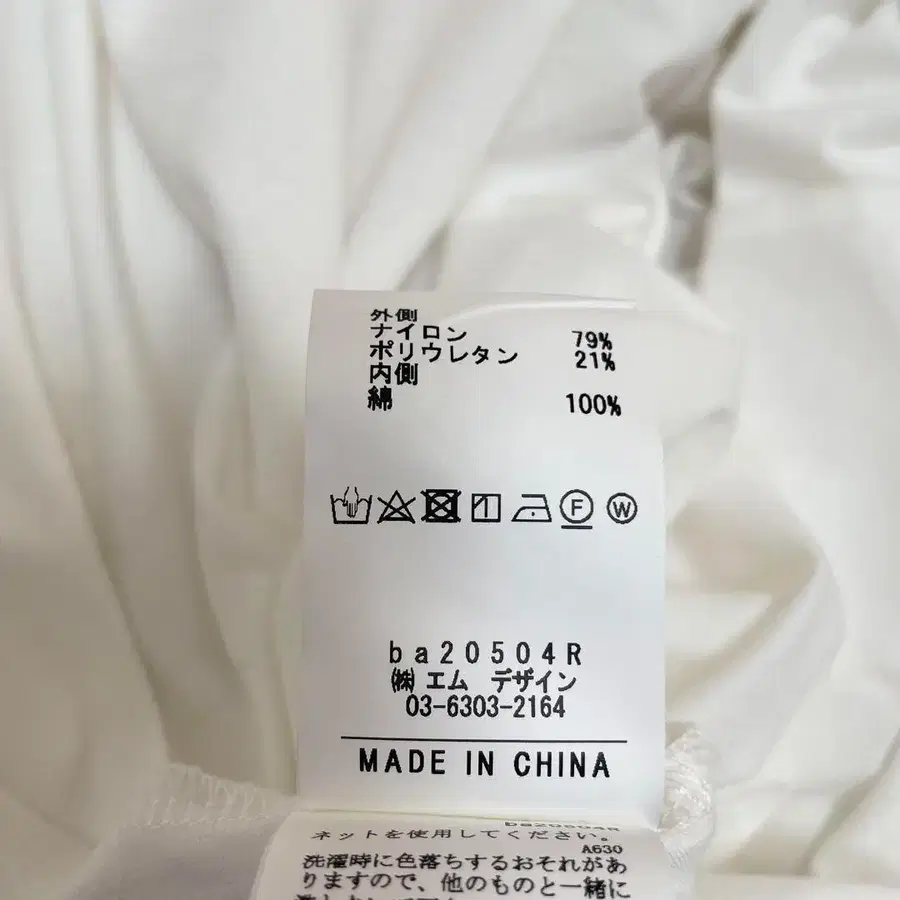 外側
ナイロン 79%
ポリウレタン 21%
内側
綿 100%
F W
ba20504R
㈱エム デザイン
03-6303-2164
MADE IN CHINA
ba20504R
ネットを使用してください。
A630
洗濯時に色落ちするおそれがあ
りますので、他のものと一緒に